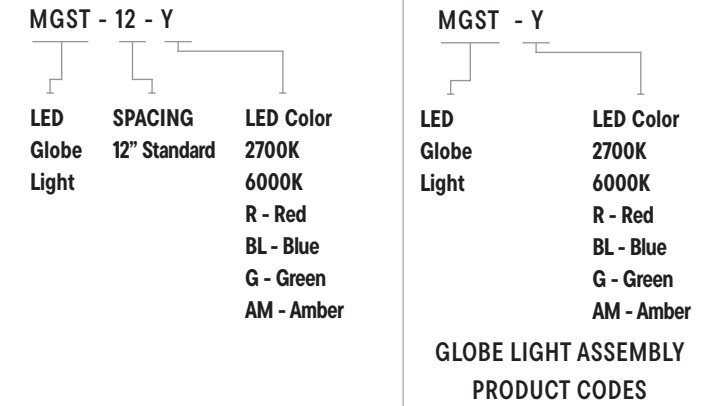 MGST - 12 - Y
LED
Globe
Light
SPACING
12” Standard
LED Color
2700K
6000K
R - Red
BL - Blue
G - Green
AM - Amber
MGST - Y
LED
Globe
Light
LED Color
2700K
6000K
R - Red
BL - Blue
G - Green
AM - Amber
GLOBE LIGHT ASSEMBLY
PRODUCT CODES